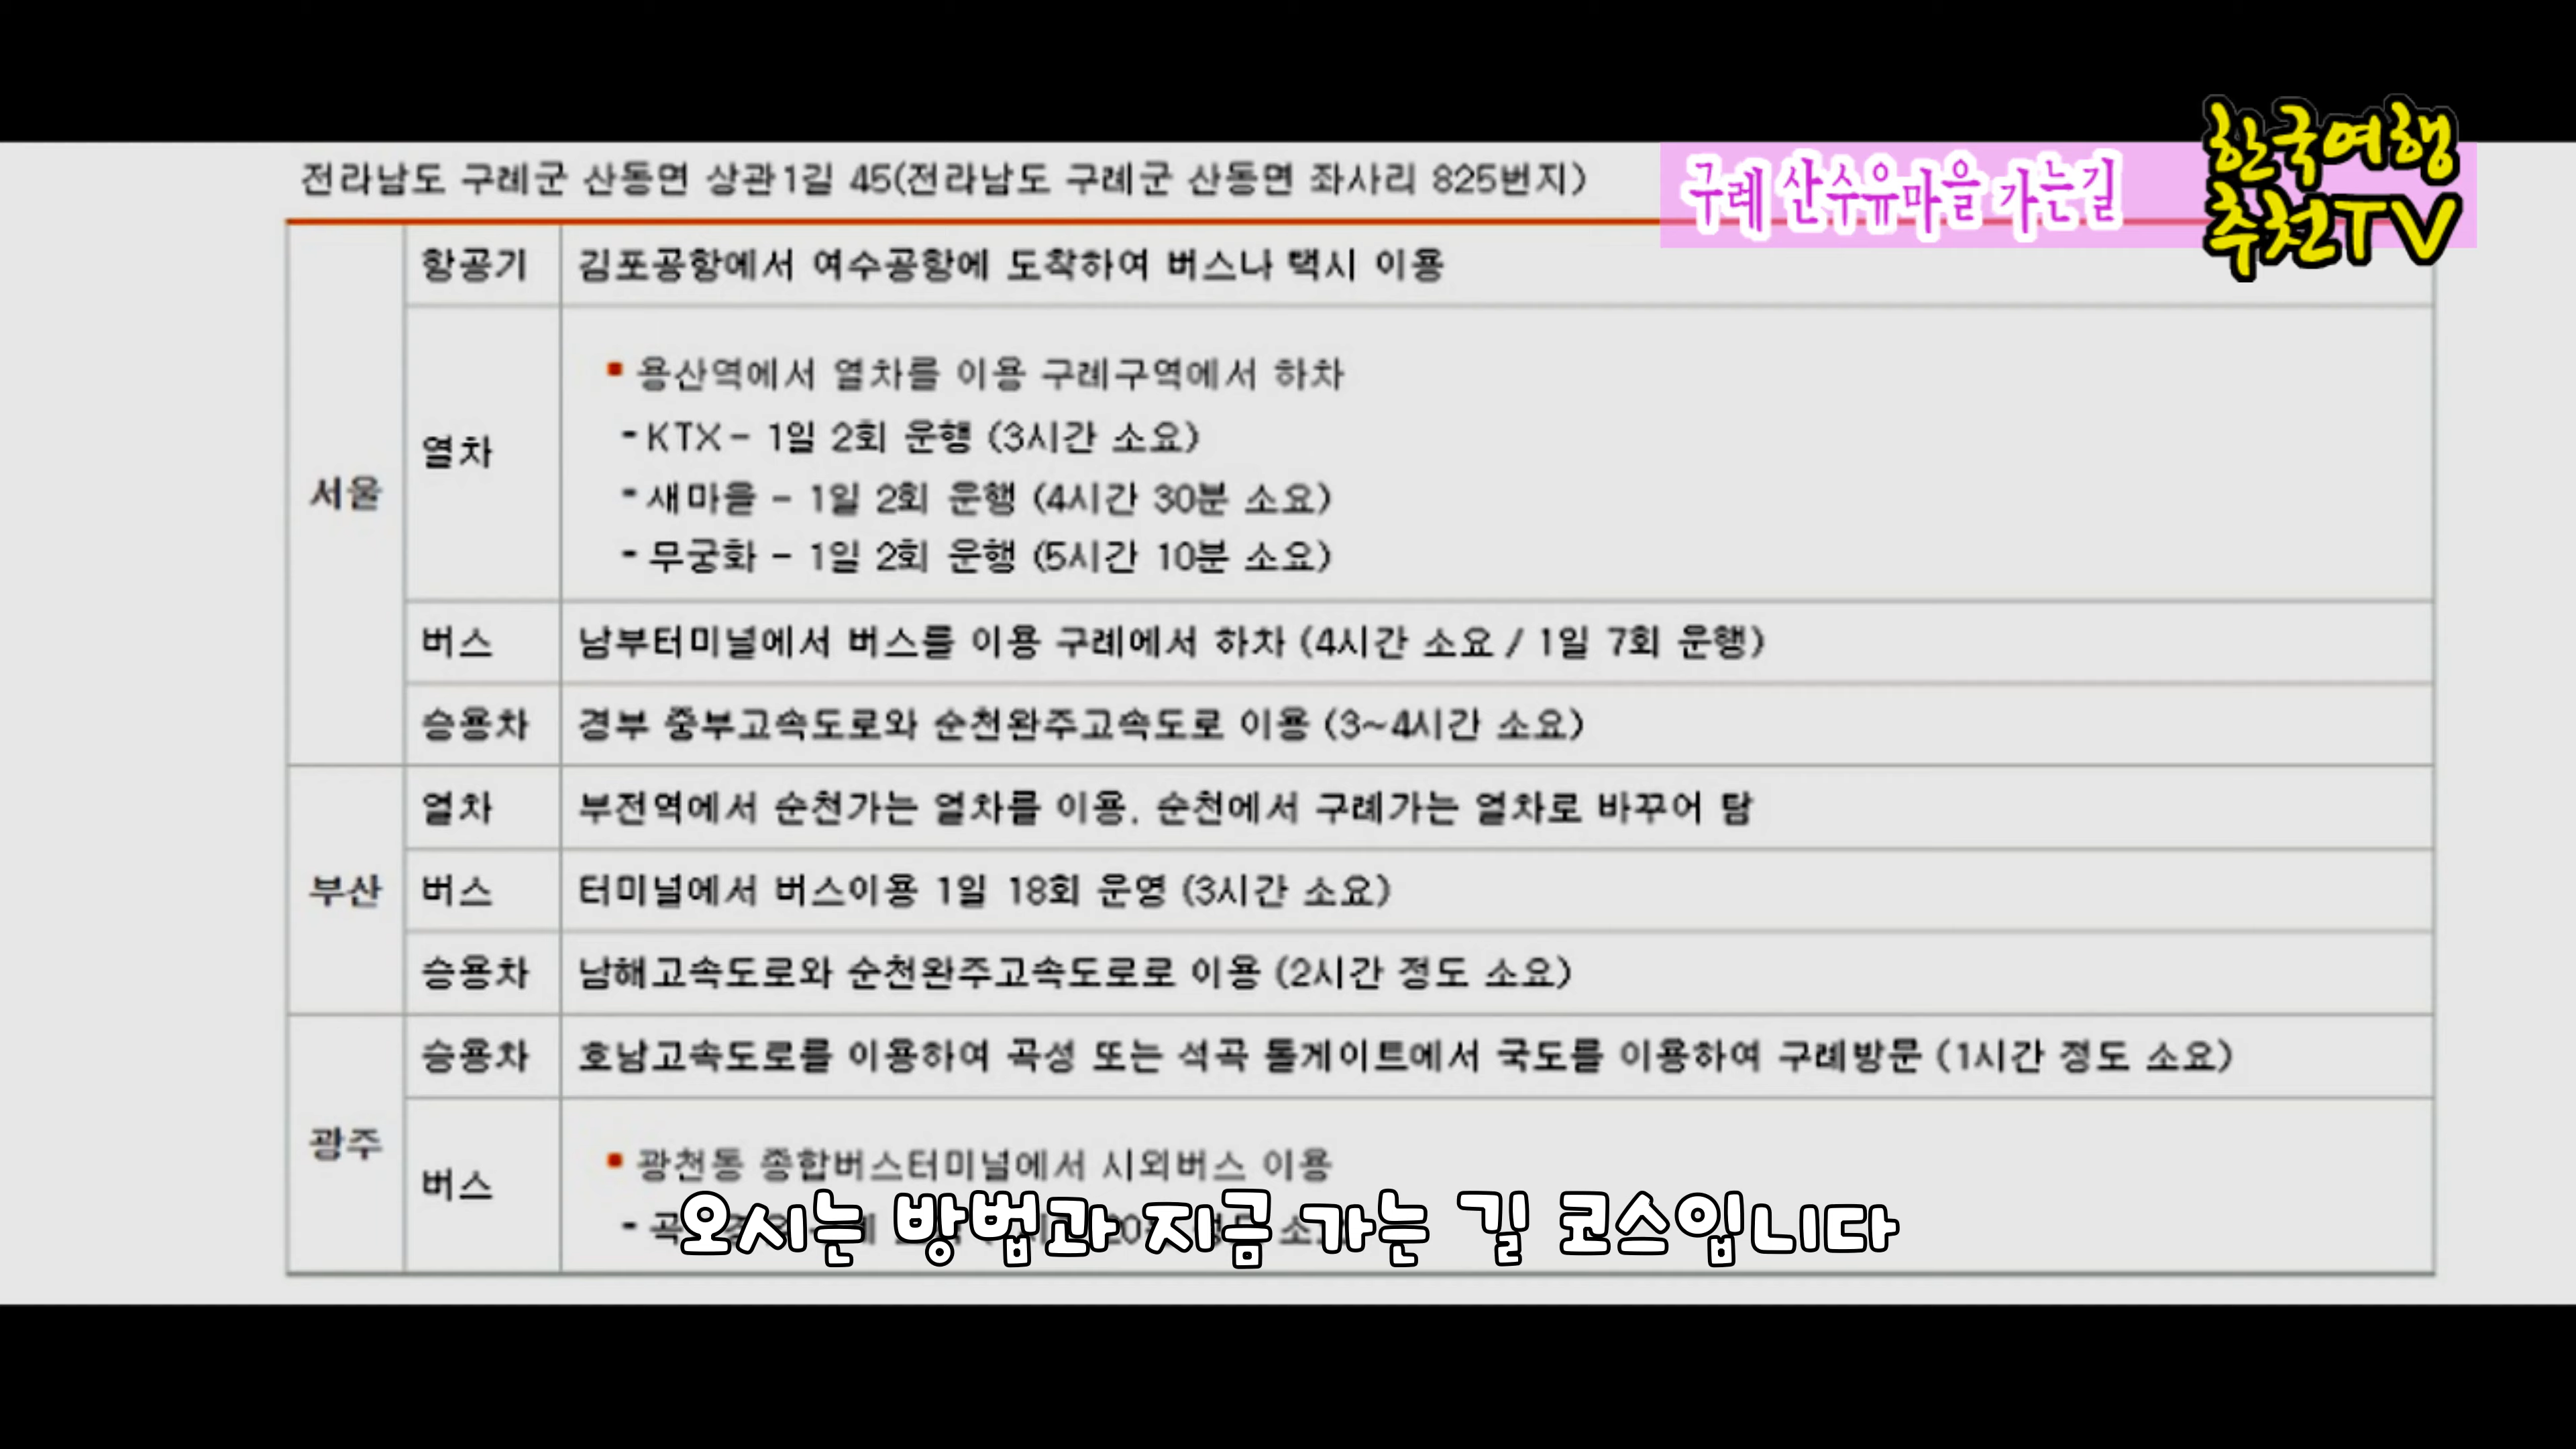 전라남도 구례군 산동면 상관1길 45(전라남도 구례군 산동면 좌사리 825번지)
구례 산수유마을 가는길
한국여행
추천TV
서울
항공기
김포공항에서 여수공항에 도착하여 버스나 택시 이용
열차
용산역에서 열차를 이용 구례구역에서 하차
- KTX - 1일 2회 운행 (3시간 소요)
- 새마을 - 1일 2회 운행 (4시간 30분 소요)
- 무궁화 - 1일 2회 운행 (5시간 10분 소요)
버스
남부터미널에서 버스를 이용 구례에서 하차 (4시간 소요 / 1일 7회 운행)
승용차
경부 중부고속도로와 순천완주고속도로 이용 (3~4시간 소요)
부산
열차
부전역에서 순천가는 열차를 이용, 순천에서 구례가는 열차로 바꾸어 탐
버스
터미널에서 버스이용 1일 18회 운영 (3시간 소요)
승용차
남해고속도로와 순천완주고속도로로 이용 (2시간 정도 소요)
광주
승용차
호남고속도로를 이용하여 곡성 또는 석곡 톨게이트에서 국도를 이용하여 구례방문 (1시간 정도 소요)
버스
광천동 종합버스터미널에서 시외버스 이용
오시는 방법과 지금 가는 길 코스입니다